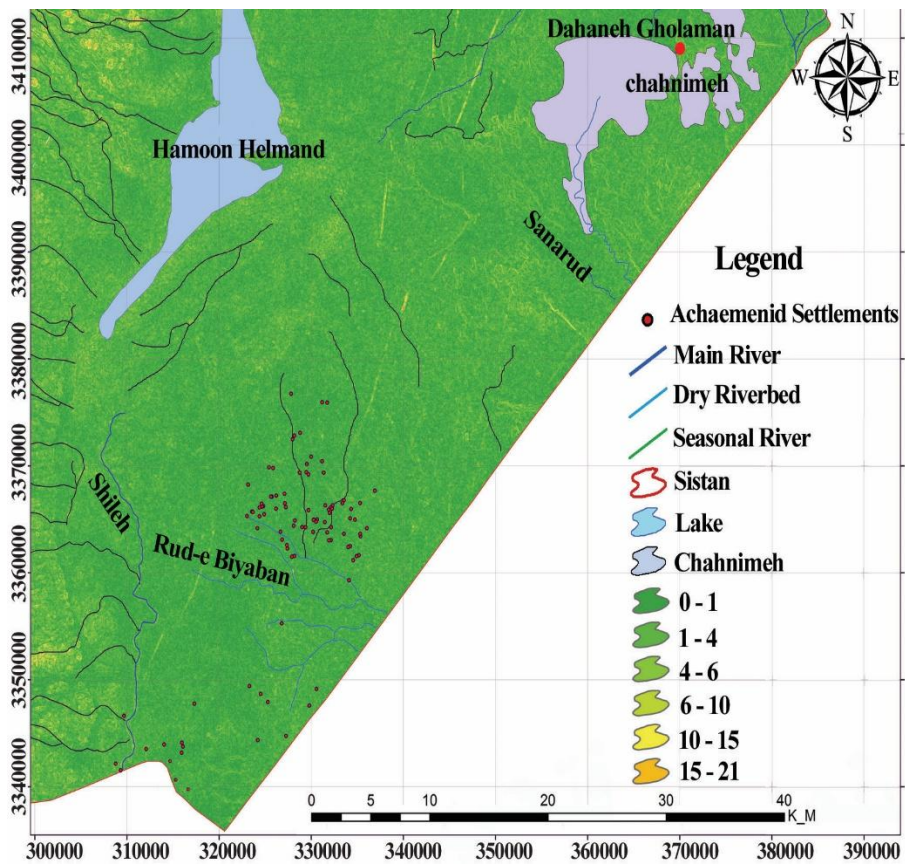 Dahaneh Gholaman
chahnimeh
Hamoon Helmand
Sanarud
Shileh
Rud-e Biyaban
N
W
E
S
Legend
Achaemenid Settlements
Main River
Dry Riverbed
Seasonal River
Sistan
Lake
Chahnimeh
0 - 1
1 - 4
4 - 6
6 - 10
10 - 15
15 - 21
0 5 10 20 30 40
K_M
3410000
3400000
3390000
3380000
3370000
3360000
3350000
3340000
300000 310000 320000 330000 340000 350000 360000 370000 380000 390000